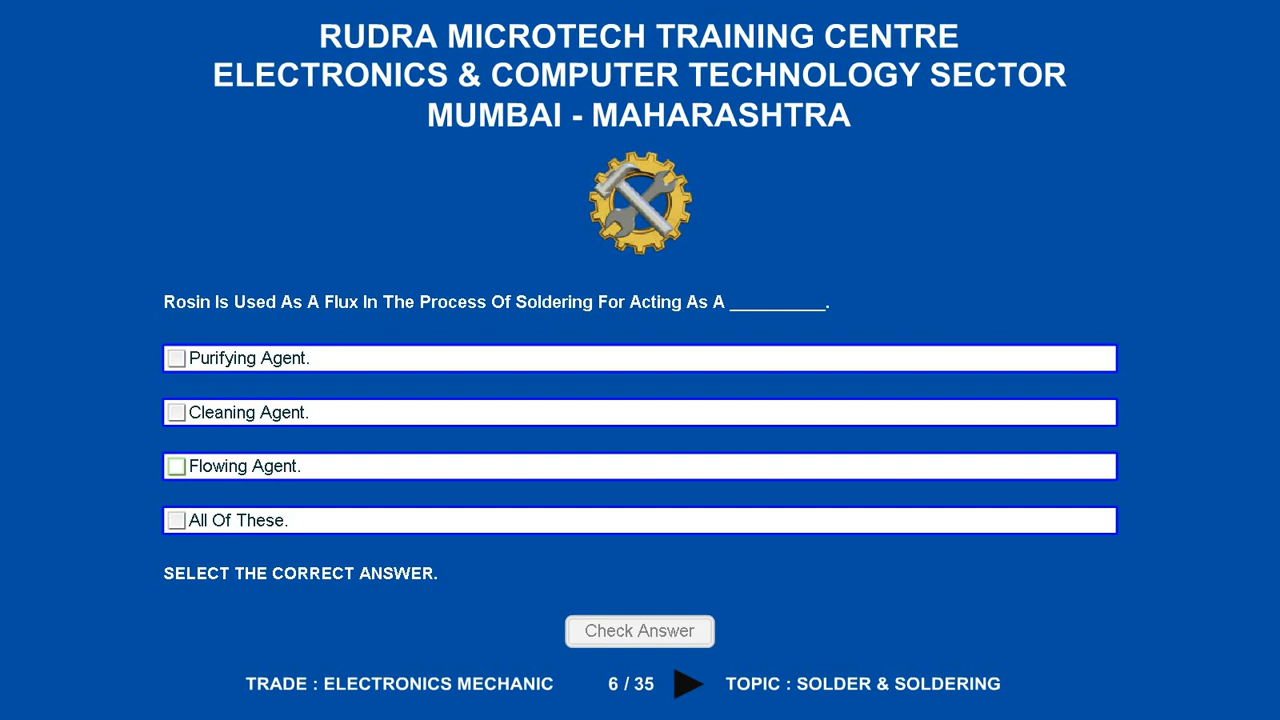 RUDRA MICROTECH TRAINING CENTRE
ELECTRONICS & COMPUTER TECHNOLOGY SECTOR
MUMBAI - MAHARASHTRA
Rosin Is Used As A Flux In The Process Of Soldering For Acting As A __________.
Purifying Agent.
Cleaning Agent.
Flowing Agent.
All Of These.
SELECT THE CORRECT ANSWER.
Check Answer
TRADE : ELECTRONICS MECHANIC 6 / 35 TOPIC : SOLDER & SOLDERING